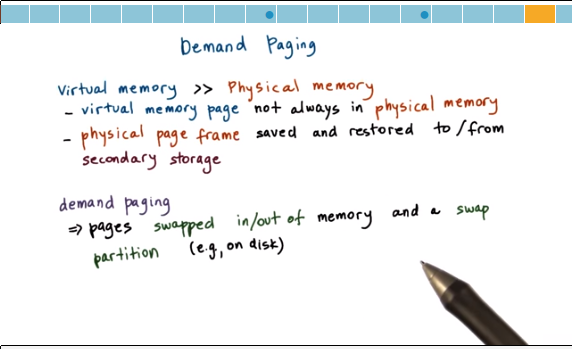 Demand Paging
Virtual memory >> Physical memory
- virtual memory page not always in physical memory
- physical page frame saved and restored to/from
secondary storage
demand paging
⇒ pages swapped in/out of memory and a swap
partition (e.g, on disk)